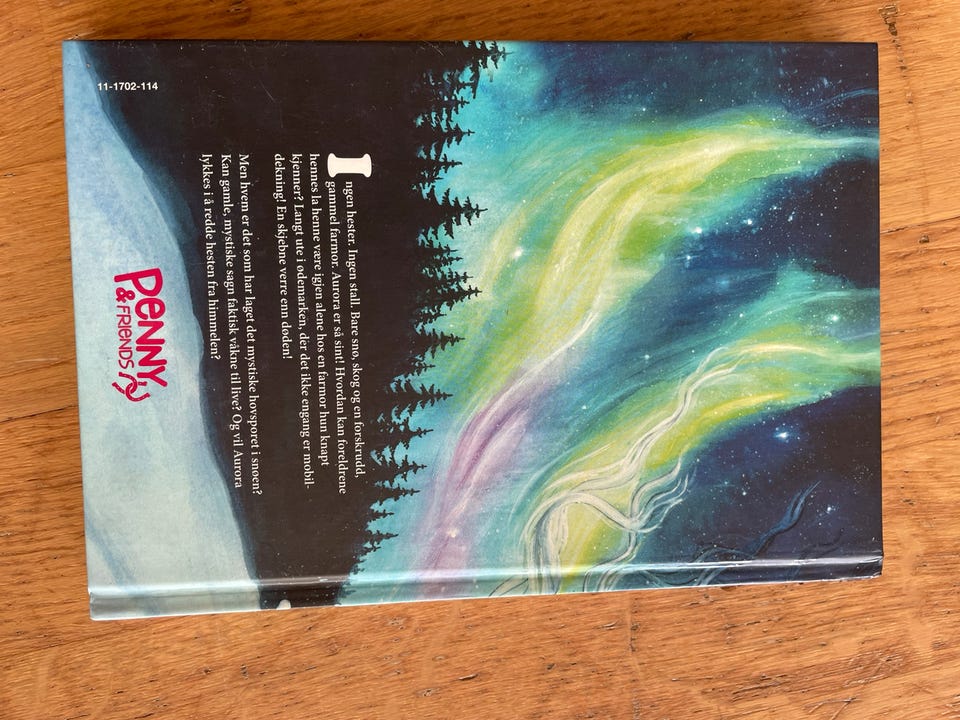 Ingen hester. Ingen stall. Bare snø, skog og en forskrudd,
gammel farmor. Aurora er så sint! Hvordan kan foreldrene
hennes la henne være igjen alene hos en farmor hun knapt
kjenner? Langt ute i ødemarken, der det ikke engang er mobil-
dekning! En skjebne verre enn døden!
Men hvem er det som har laget det mystiske hovsporet i snøen?
Kan gamle, mystiske sagn faktisk våkne til live? Og vil Aurora
lykkes i å redde hesten fra himmelen?
PENNY
& FRIENDS
11-1702-114